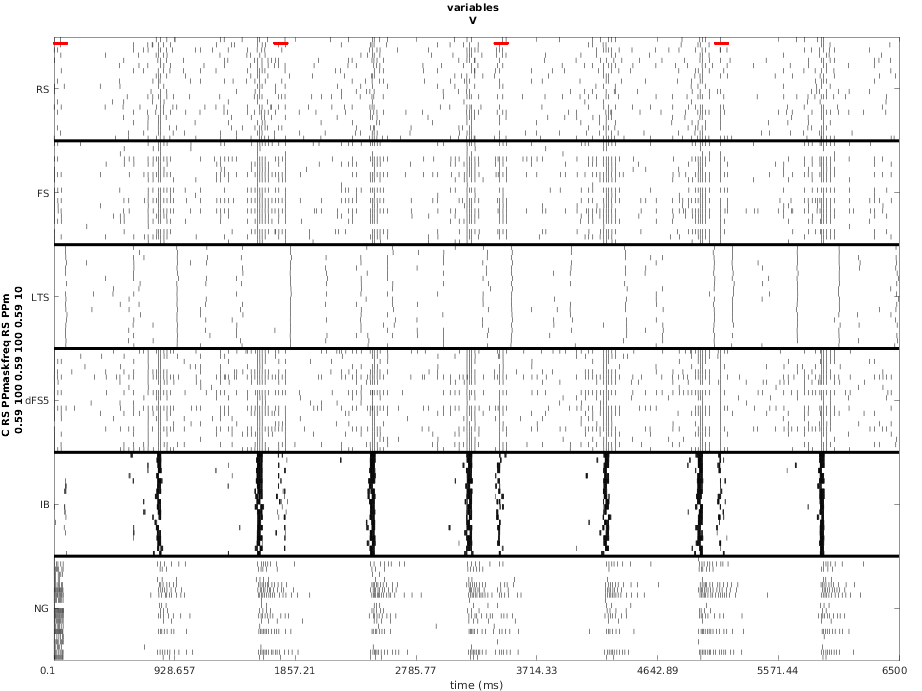 variables
V
RS
FS
LTS
dFS5
IB
NG
C RS PPmaskfreq RS PPm
0.59 100 0.59 100 0.59 10
0.1 928.657 1857.21 2785.77 3714.33 4642.89 5571.44 6500
time (ms)